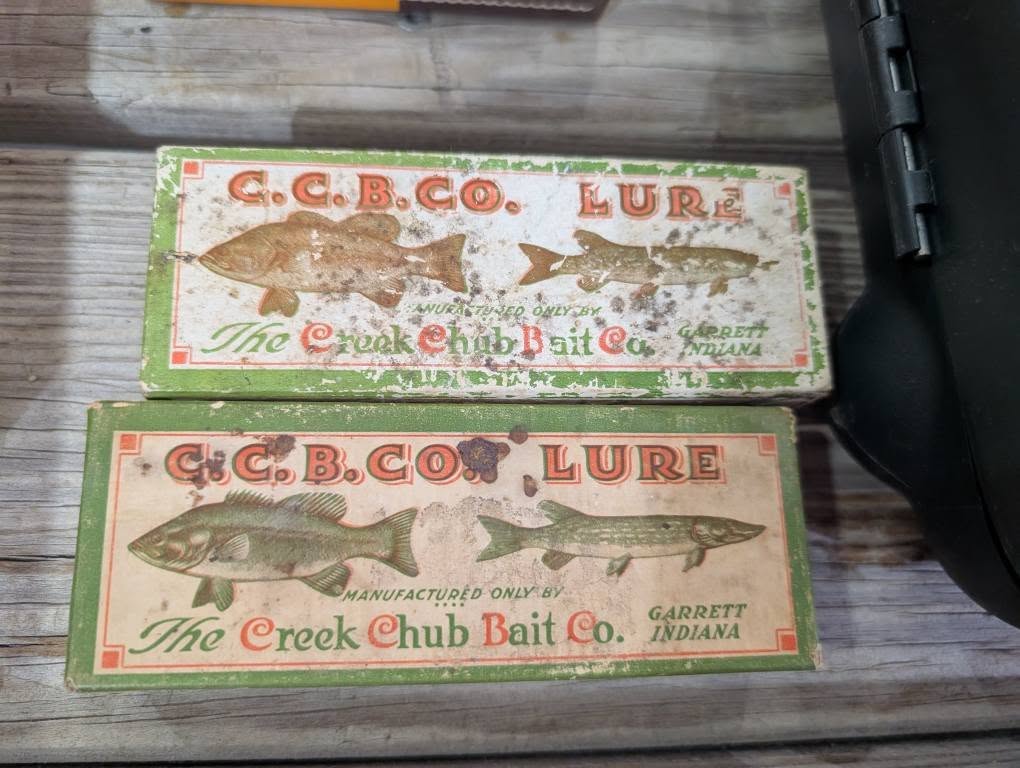 C.C.B.CO. LURE
MANUFACTURED ONLY BY
The Creek Chub Bait Co.
GARRETT
INDIANA
C.C.B.CO. LURE
MANUFACTURED ONLY BY
The Creek Chub Bait Co.
GARRETT
INDIANA